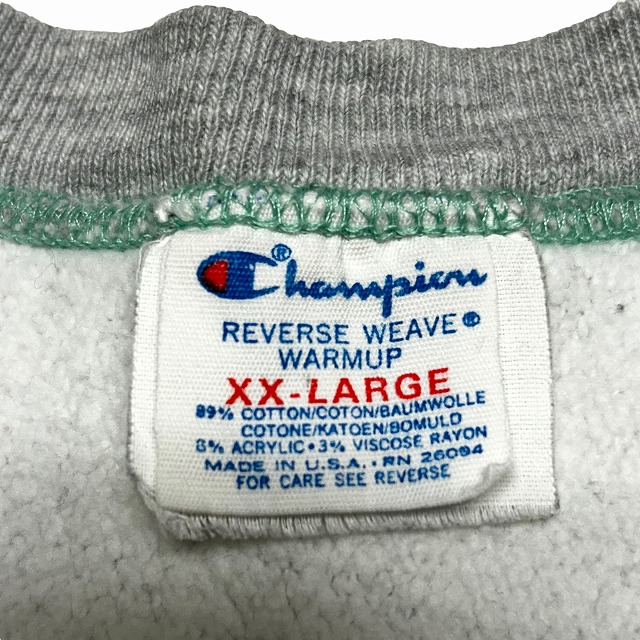 Champion®
REVERSE WEAVE®
WARMUP
XX-LARGE
89% COTTON/COTON/BAUMWOLLE
COTONE/KATOEN/BOMULD
8% ACRYLIC • 3% VISCOSE RAYON
MADE IN U.S.A. • RN 26094
FOR CARE SEE REVERSE